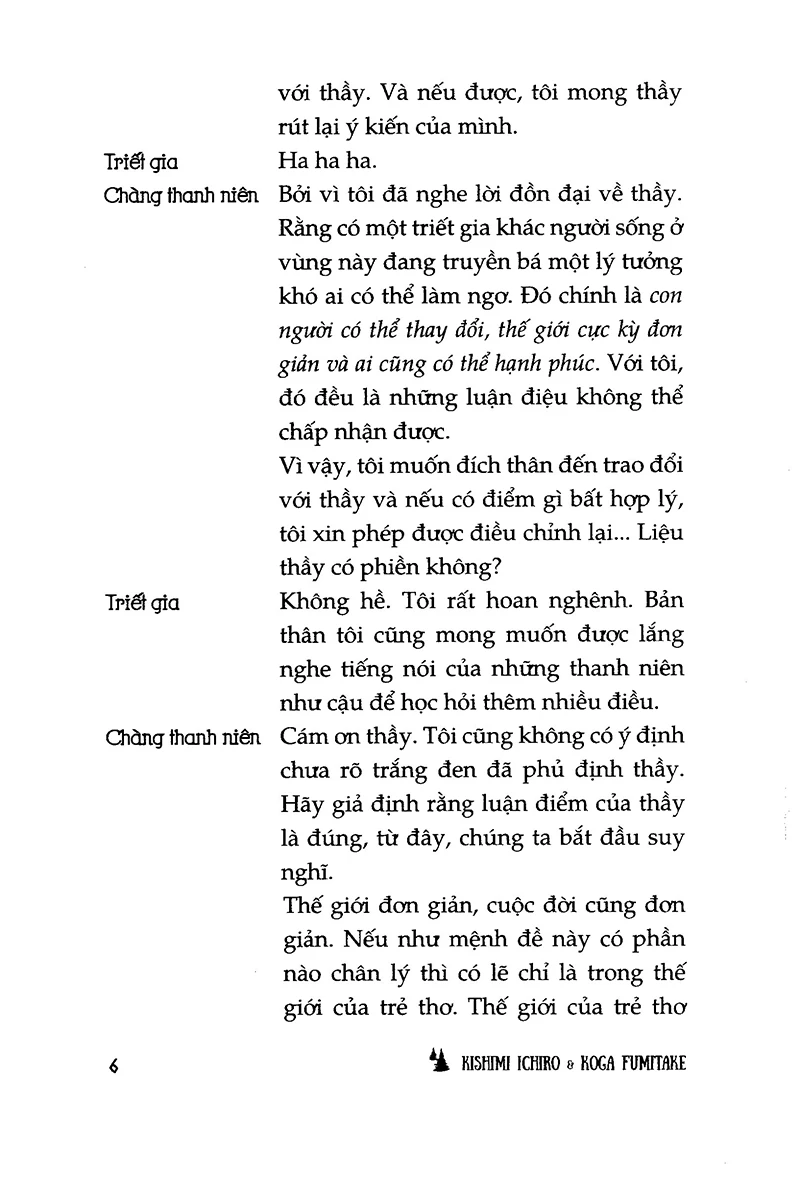 với thầy. Và nếu được, tôi mong thầy
rút lại ý kiến của mình.
Triết gia Ha ha ha.
Chàng thanh niên Bởi vì tôi đã nghe lời đồn đại về thầy.
Rằng có một triết gia khác người sống ở
vùng này đang truyền bá một lý tưởng
khó ai có thể làm ngơ. Đó chính là con
người có thể thay đổi, thế giới cực kỳ đơn
giản và ai cũng có thể hạnh phúc. Với tôi,
đó đều là những luận điệu không thể
chấp nhận được.
Vì vậy, tôi muốn đích thân đến trao đổi
với thầy và nếu có điểm gì bất hợp lý,
tôi xin phép được điều chỉnh lại... Liệu
thầy có phiền không?
Triết gia Không hề. Tôi rất hoan nghênh. Bản
thân tôi cũng mong muốn được lắng
nghe tiếng nói của những thanh niên
như cậu để học hỏi thêm nhiều điều.
Chàng thanh niên Cám ơn thầy. Tôi cũng không có ý định
chưa rõ trắng đen đã phủ định thầy.
Hãy giả định rằng luận điểm của thầy
là đúng, từ đây, chúng ta bắt đầu suy
nghĩ.
Thế giới đơn giản, cuộc đời cũng đơn
giản. Nếu như mệnh đề này có phần
nào chân lý thì có lẽ chỉ là trong thế
giới của trẻ thơ. Thế giới của trẻ thơ
6 KISHIMI ICHIRO & KOGA FUMITAKE